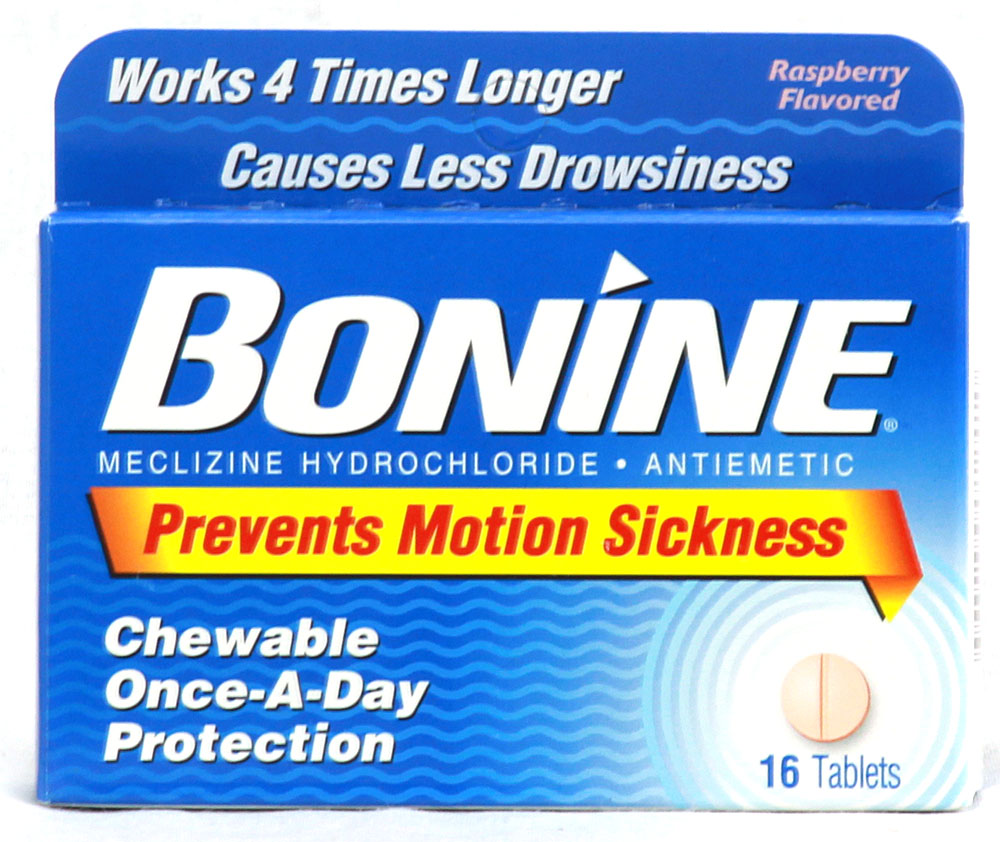 Works 4 Times Longer
Raspberry
Flavored
Causes Less Drowsiness
BONINE®
MECLIZINE HYDROCHLORIDE • ANTIEMETIC
Prevents Motion Sickness
Chewable
Once-A-Day
Protection
16 Tablets